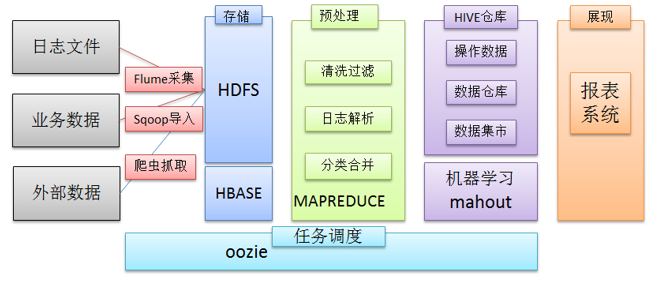 日志文件
业务数据
外部数据
Flume采集
Sqoop导入
爬虫抓取
存储
HDFS
HBASE
预处理
清洗过滤
日志解析
分类合并
MAPREDUCE
HIVE仓库
操作数据
数据仓库
数据集市
机器学习
mahout
展现
报表
系统
任务调度
oozie